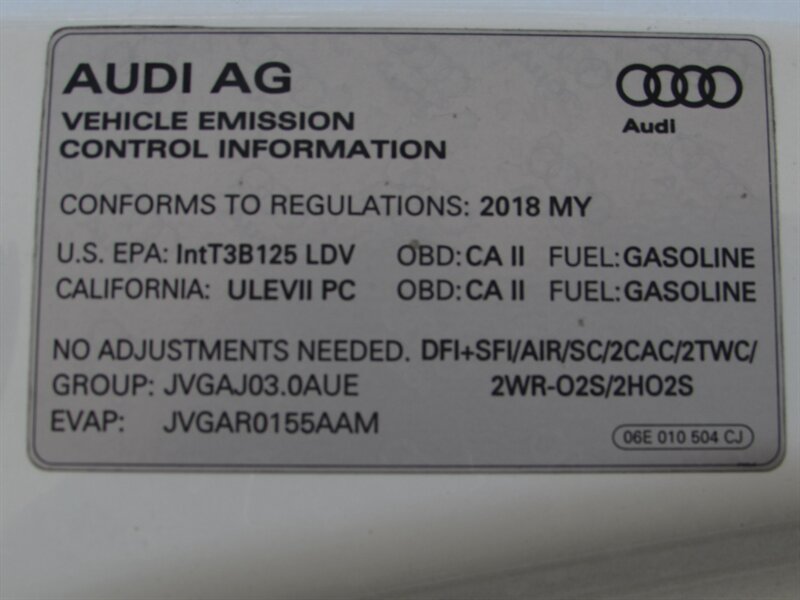 AUDI AG
Audi
VEHICLE EMISSION
CONTROL INFORMATION
CONFORMS TO REGULATIONS: 2018 MY
U.S. EPA: IntT3B125 LDV OBD: CA II FUEL: GASOLINE
CALIFORNIA: ULEVII PC OBD: CA II FUEL: GASOLINE
NO ADJUSTMENTS NEEDED. DFI+SFI/AIR/SC/2CAC/2TWC/
GROUP: JVGAJ03.0AUE 2WR-O2S/2HO2S
EVAP: JVGAR0155AAM
06E 010 504 CJ